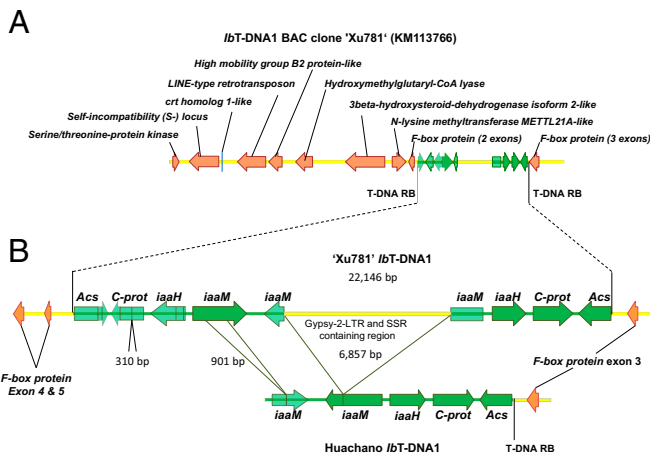 A
IbT-DNA1 BAC clone 'Xu781' (KM113766)
High mobility group B2 protein-like
LINE-type retrotransposon
Hydroxymethylglutaryl-CoA lyase
crt homolog 1-like
3beta-hydroxysteroid-dehydrogenase isoform 2-like
Self-incompatibility (S-) locus
N-lysine methyltransferase METTL21A-like
Serine/threonine-protein kinase
F-box protein (2 exons)
F-box protein (3 exons)
T-DNA RB
T-DNA RB
B
'Xu781' IbT-DNA1
22,146 bp
Acs
C-prot
iaaH
iaaM
iaaM
iaaM
iaaH
C-prot
Acs
Gypsy-2-LTR and SSR
containing region
310 bp
901 bp
6,857 bp
F-box protein
Exon 4 & 5
F-box protein exon 3
iaaM
iaaM
iaaH
C-prot
Acs
Huachano IbT-DNA1
T-DNA RB